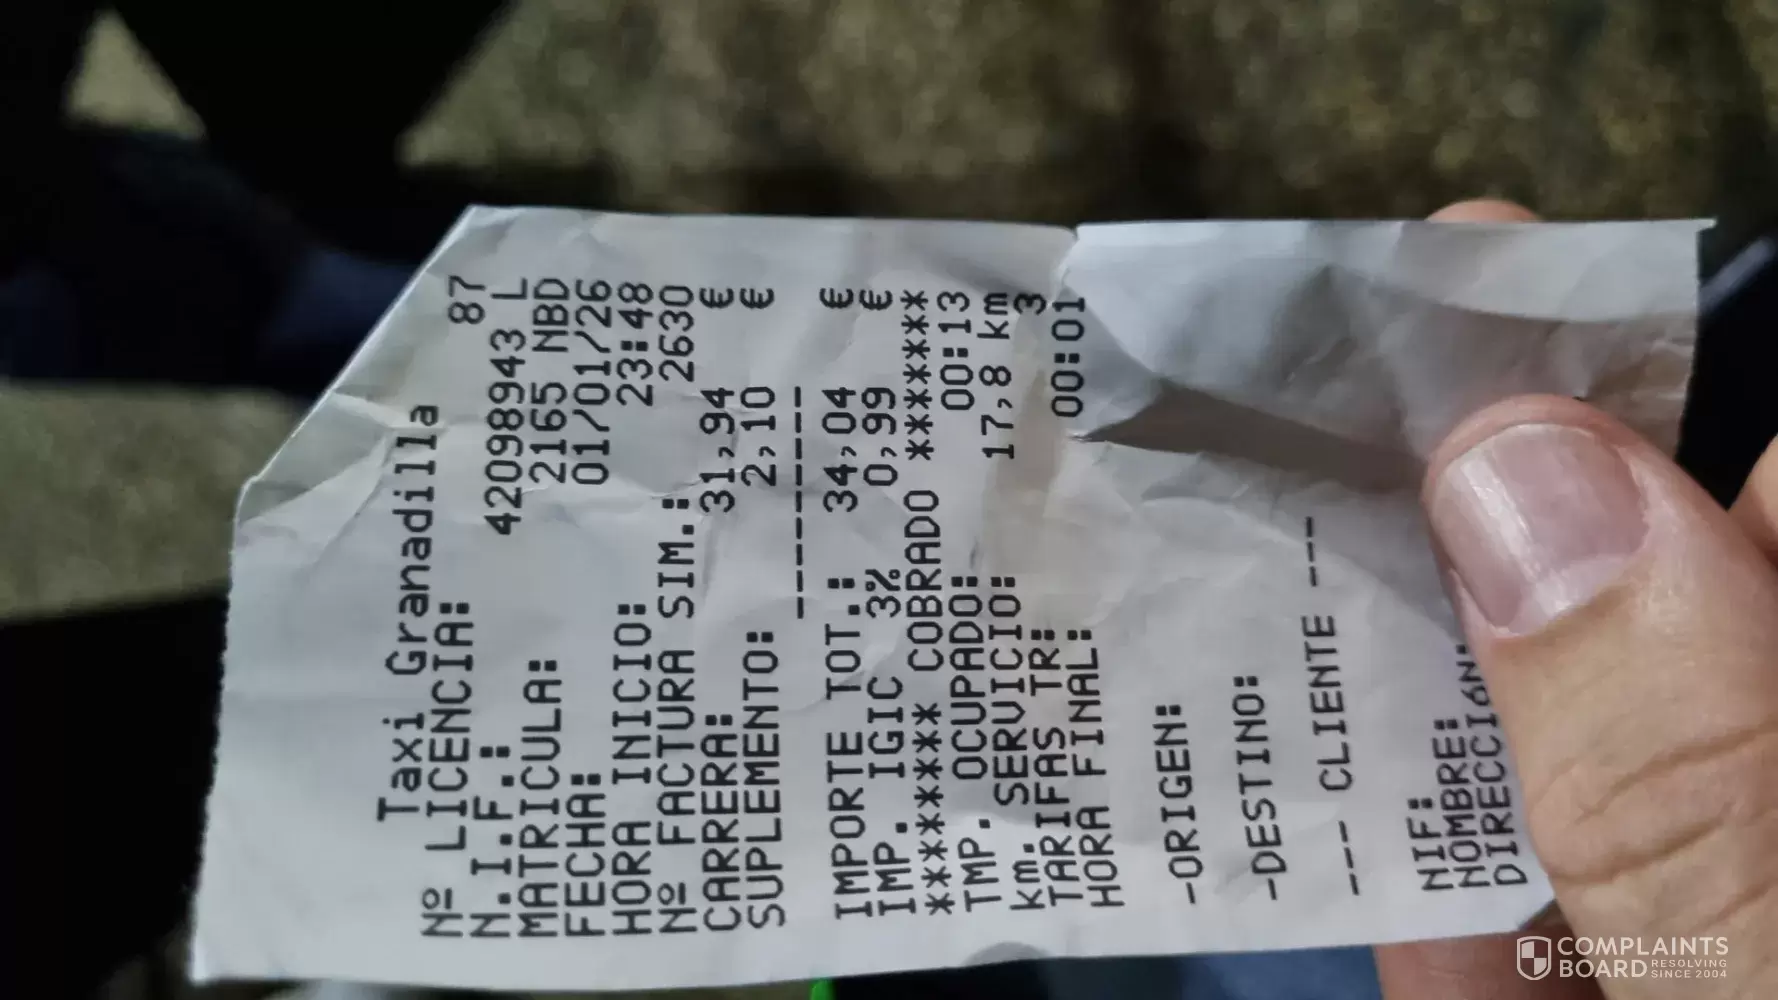 Taxi Granadilla
Nº LICENCIA: 87
N.I.F.: 42098943 L
MATRICULA: 2165 NBD
FECHA: 01/01/26
HORA INICIO: 23:48
Nº FACTURA SIM.: 2630
CARRERA: 31,94 €
SUPLEMENTO: 2,10 €
----------
IMPORTE TOT.: 34,04 €
IMP. IGIC 3% 0,99 €
********* COBRADO ********
TMP. OCUPADO: 00:13
km. SERVICIO: 17,8 km
TARIFAS TR: 3
HORA FINAL: 00:01
-ORIGEN:
-DESTINO:
--- CLIENTE ---
NIF:
NOMBRE:
DIRECCIÓN:
COMPLAINTS
BOARD RESOLVING
SINCE 2004